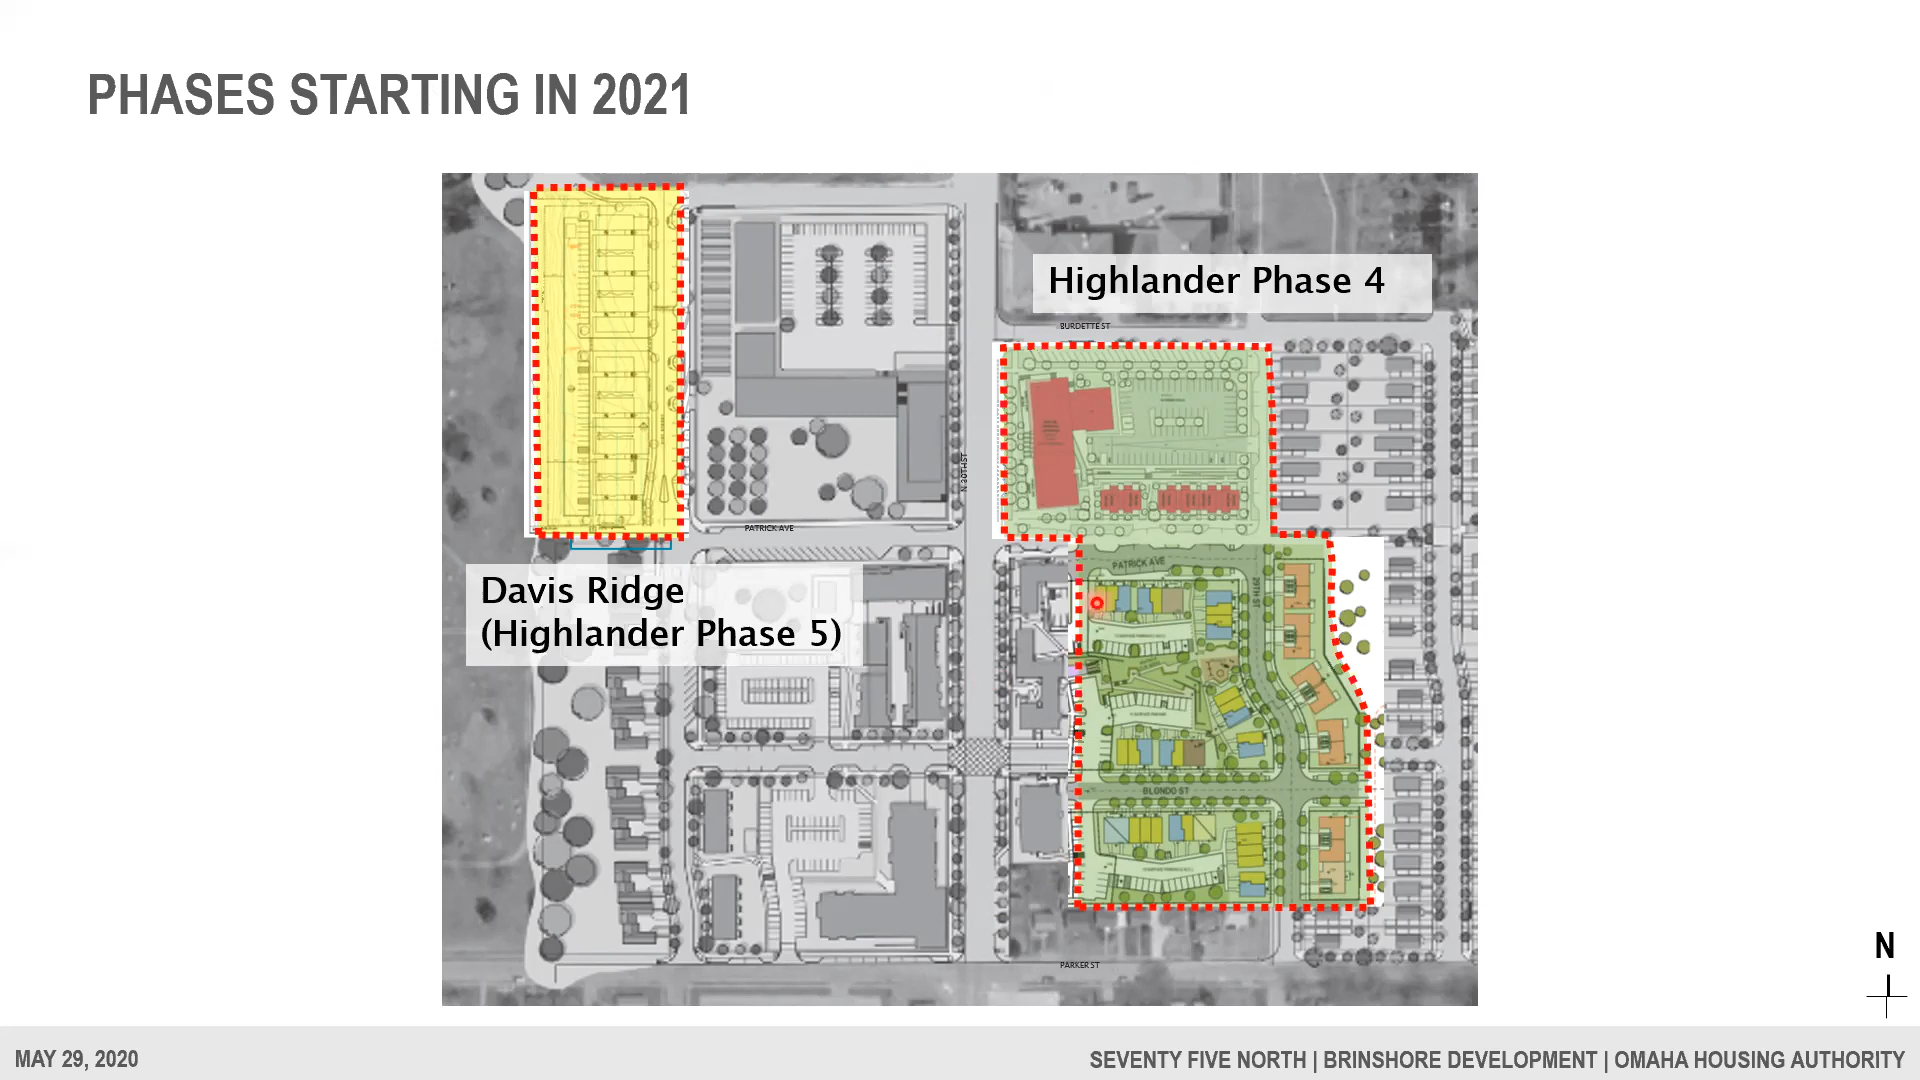 PHASES STARTING IN 2021
Highlander Phase 4
BURDETTE ST
N 30TH ST
PATRICK AVE
Davis Ridge
(Highlander Phase 5)
PATRICK AVE
29TH ST
BLONDO ST
PARKER ST
N
MAY 29, 2020
SEVENTY FIVE NORTH | BRINSHORE DEVELOPMENT | OMAHA HOUSING AUTHORITY